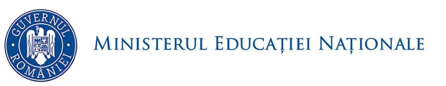 GUVERNUL ROMÂNIEI
MINISTERUL EDUCAȚIEI NAȚIONALE